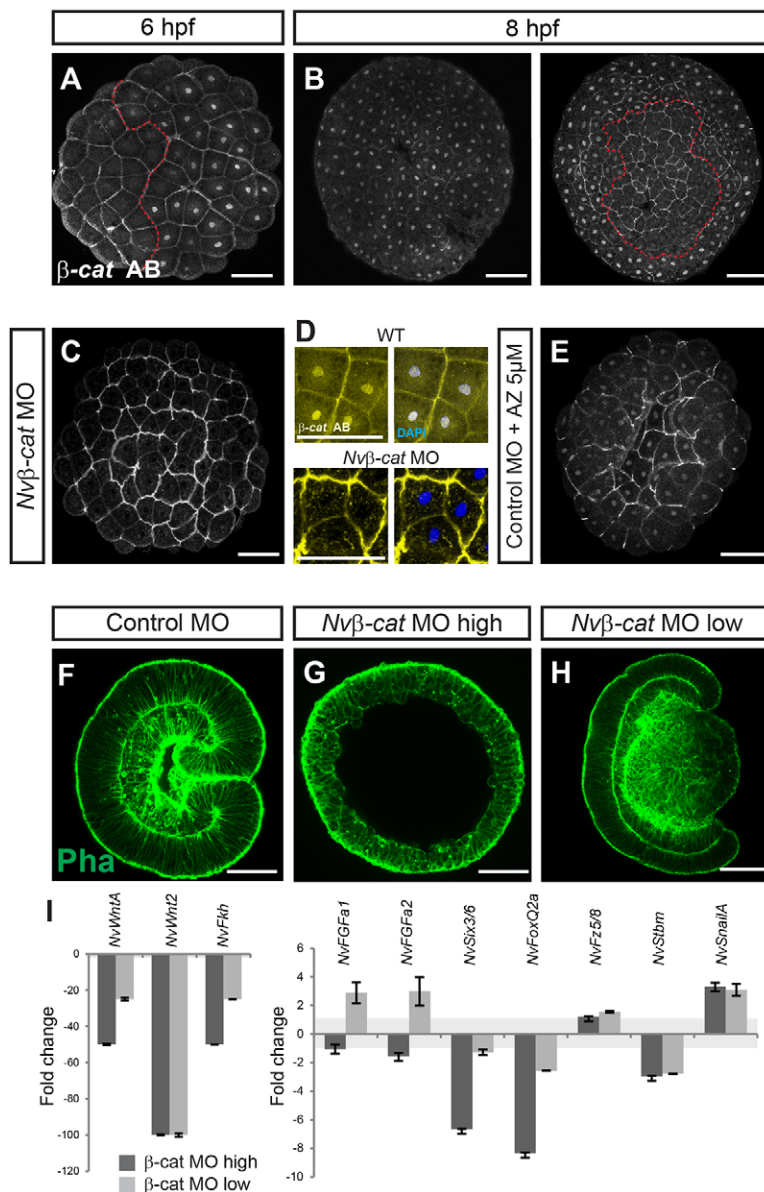 6 hpf
8 hpf
A
B
β-cat AB
Nvβ-cat MO
C
D
WT
β-cat AB
DAPI
Nvβ-cat MO
Control MO + AZ 5µM
E
Control MO
Nvβ-cat MO high
Nvβ-cat MO low
F
G
H
Pha
I
NvWntA
NvWnt2
NvFkh
Fold change
0
-20
-40
-60
-80
-100
-120
β-cat MO high
β-cat MO low
NvFGFa1
NvFGFa2
NvSix3/6
NvFoxQ2a
NvFz5/8
NvStbm
NvSnailA
Fold change
6
4
2
0
-2
-4
-6
-8
-10